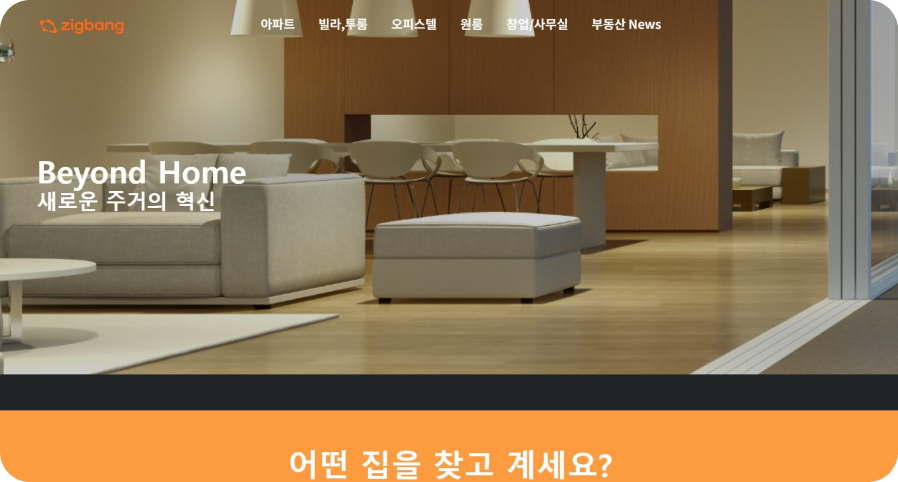 zigbang
아파트 빌라,투룸 오피스텔 원룸 창업/사무실 부동산 News
Beyond Home
새로운 주거의 혁신
어떤 집을 찾고 계세요?